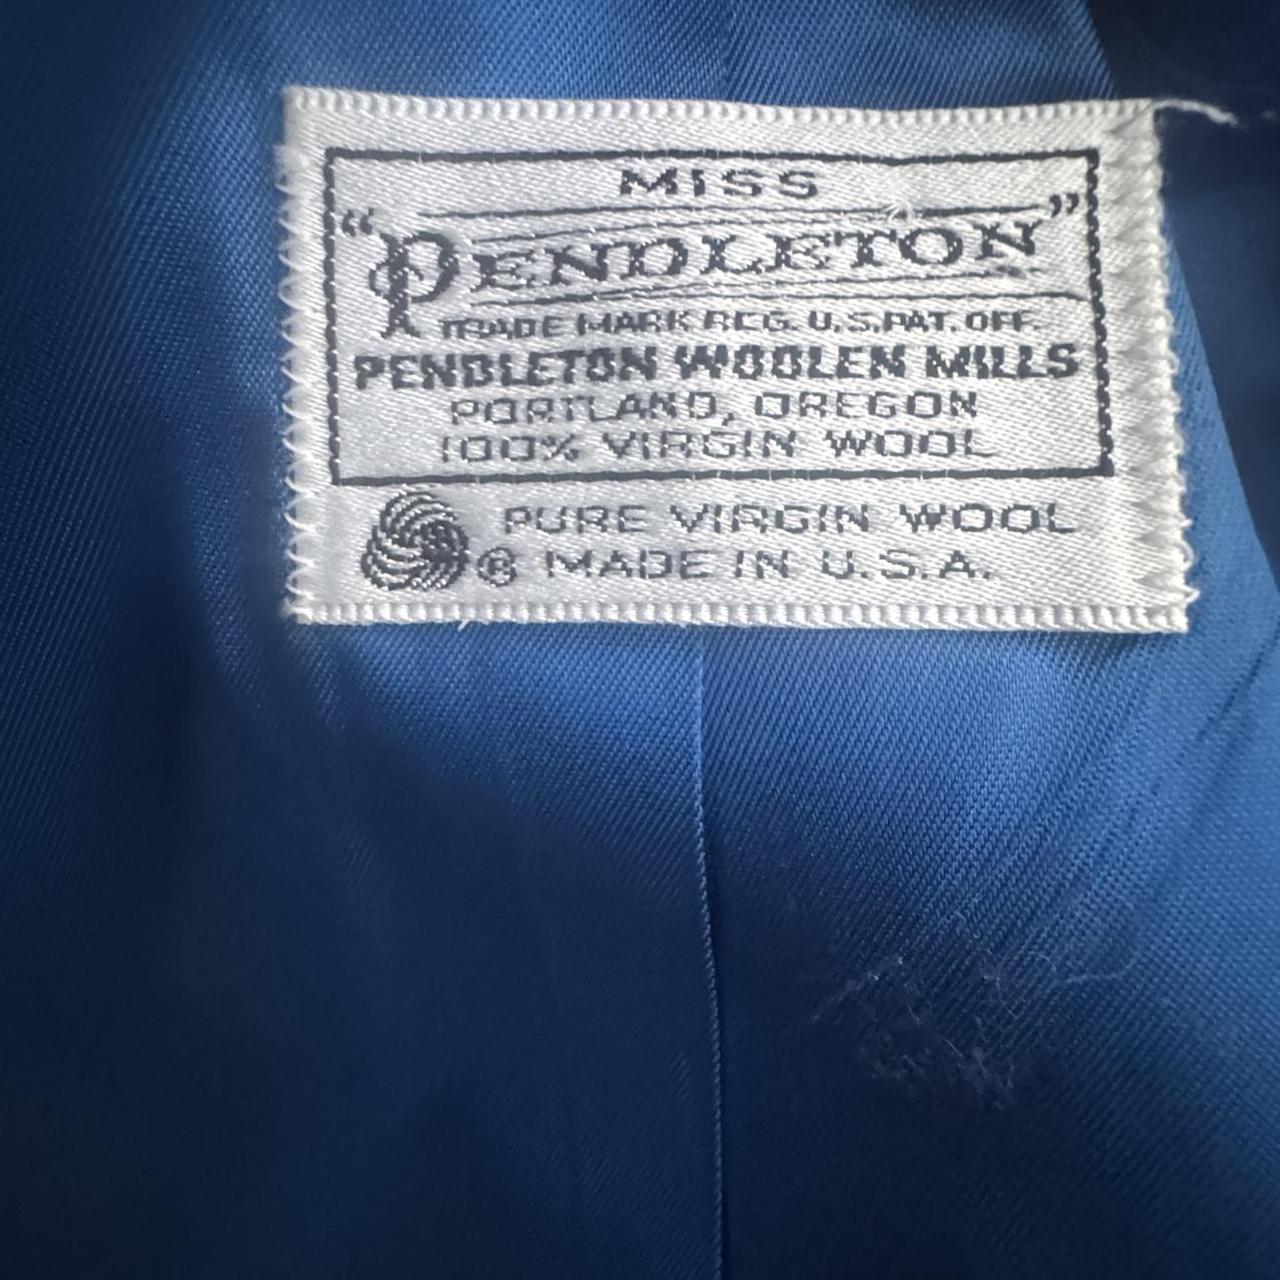 MISS
"PENDLETON"
TRADE MARK REG. U.S.PAT. OFF.
PENDLETON WOOLEN MILLS
PORTLAND, OREGON
100% VIRGIN WOOL
PURE VIRGIN WOOL
® MADE IN U.S.A.